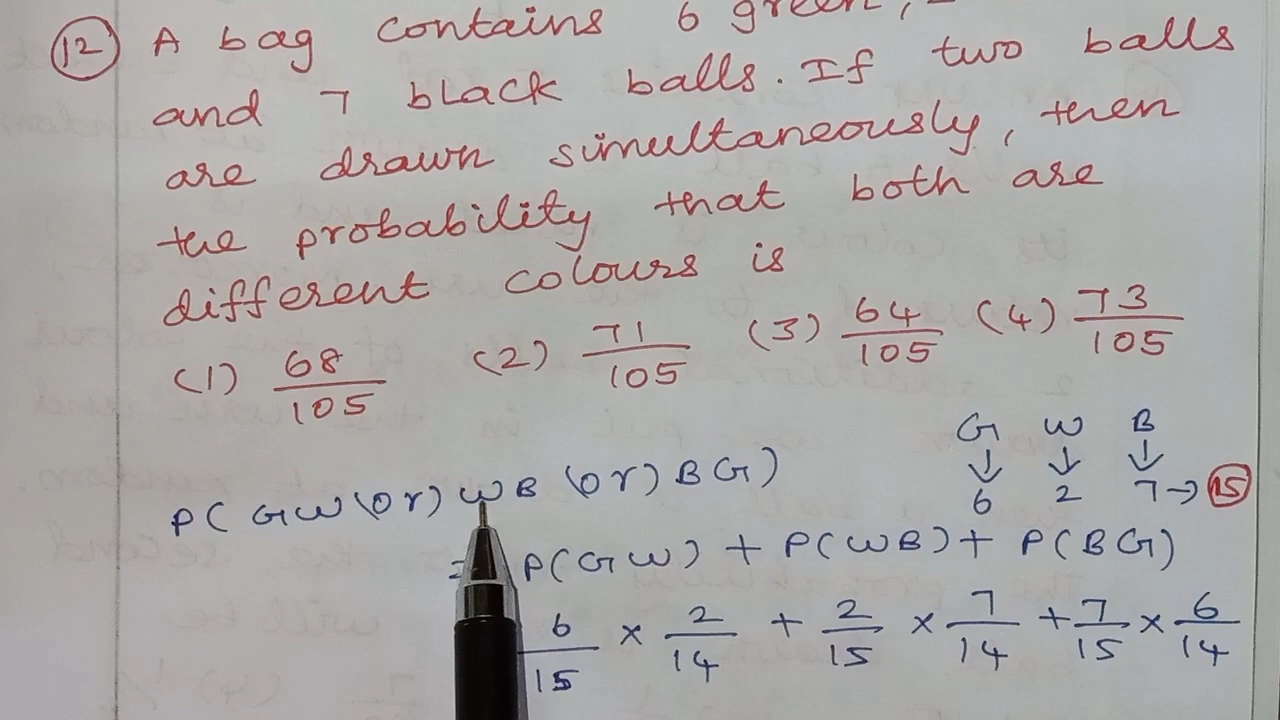 (12) A bag contains 6 green,
and 7 black balls. If two balls
are drawn simultaneously, then
the probability that both are
different colours is
(1) 68/105 (2) 71/105 (3) 64/105 (4) 73/105
G W B
↓ ↓ ↓
6 2 7 → 15
P( GW (or) WB (or) BG)
= P(GW) + P(WB) + P(BG)
6/15 × 2/14 + 2/15 × 7/14 + 7/15 × 6/14